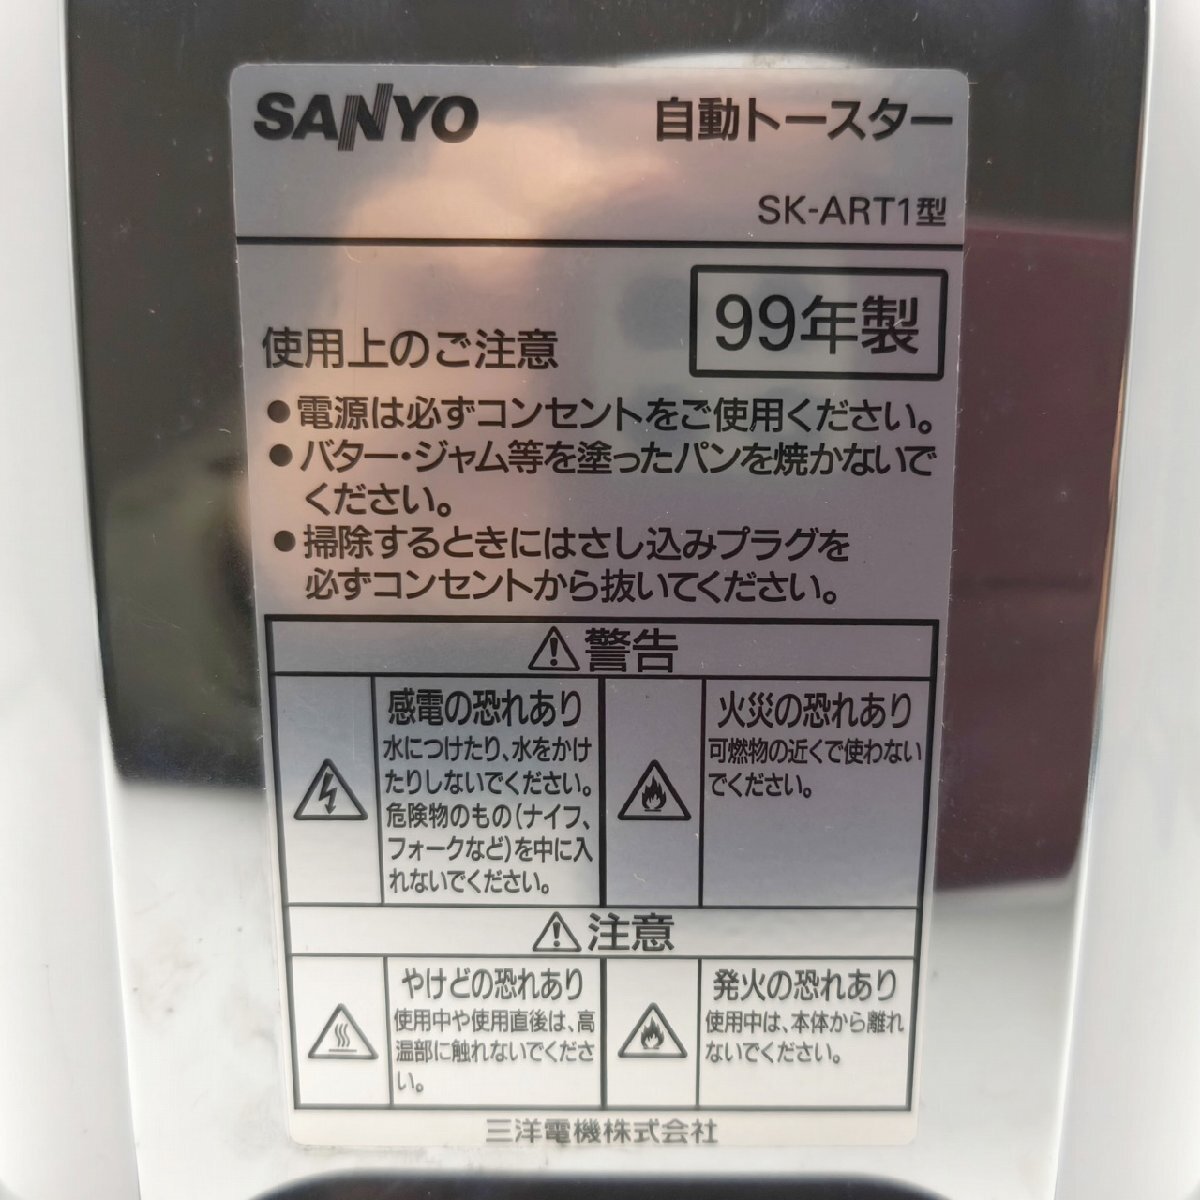 SANYO 自動トースター
SK-ART1型
99年製
使用上のご注意
●電源は必ずコンセントをご使用ください。
●バター・ジャム等を塗ったパンを焼かないで
ください。
●掃除するときにはさし込みプラグを
必ずコンセントから抜いてください。
⚠警告
感電の恐れあり
水につけたり、水をかけ
たりしないでください。
危険物のもの(ナイフ、
フォークなど)を中に入
れないでください。
火災の恐れあり
可燃物の近くで使わない
でください。
⚠注意
やけどの恐れあり
使用中や使用直後は、高
温部に触れないでくださ
い。
発火の恐れあり
使用中は、本体から離れ
ないでください。
三洋電機株式会社